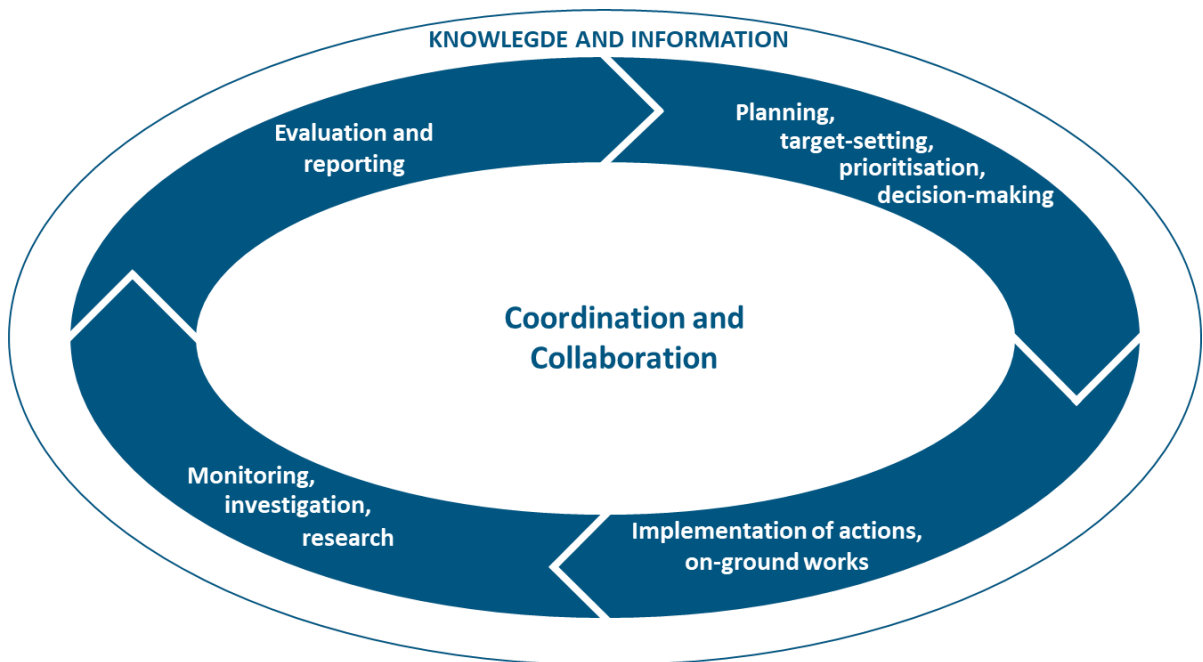 KNOWLEGDE AND INFORMATION
Evaluation and
reporting
Planning,
target-setting,
prioritisation,
decision-making
Coordination and
Collaboration
Monitoring,
investigation,
research
Implementation of actions,
on-ground works